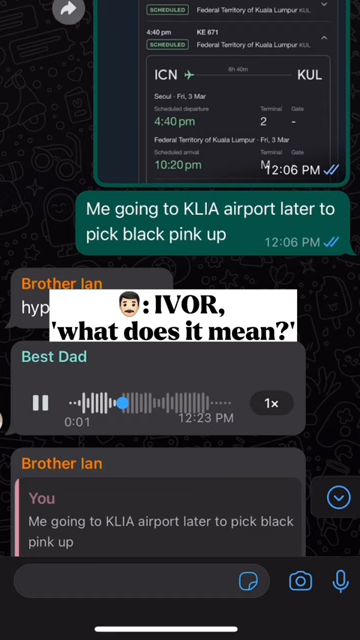 SCHEDULED
Federal Territory of Kuala Lumpur KUL
4:40 pm KE 671
SCHEDULED
Federal Territory of Kuala Lumpur KUL
6h 40m
ICN KUL
Seoul · Fri, 3 Mar
Scheduled departure Terminal Gate
4:40 pm 2 -
Federal Territory of Kuala Lumpur · Fri, 3 Mar
Scheduled arrival Terminal Gate
10:20 pm M
12:06 PM
Me going to KLIA airport later to
pick black pink up
12:06 PM
Brother Ian
hyp
: IVOR,
'what does it mean?'
Best Dad
1×
0:01
12:23 PM
Brother Ian
You
Me going to KLIA airport later to pick black
pink up